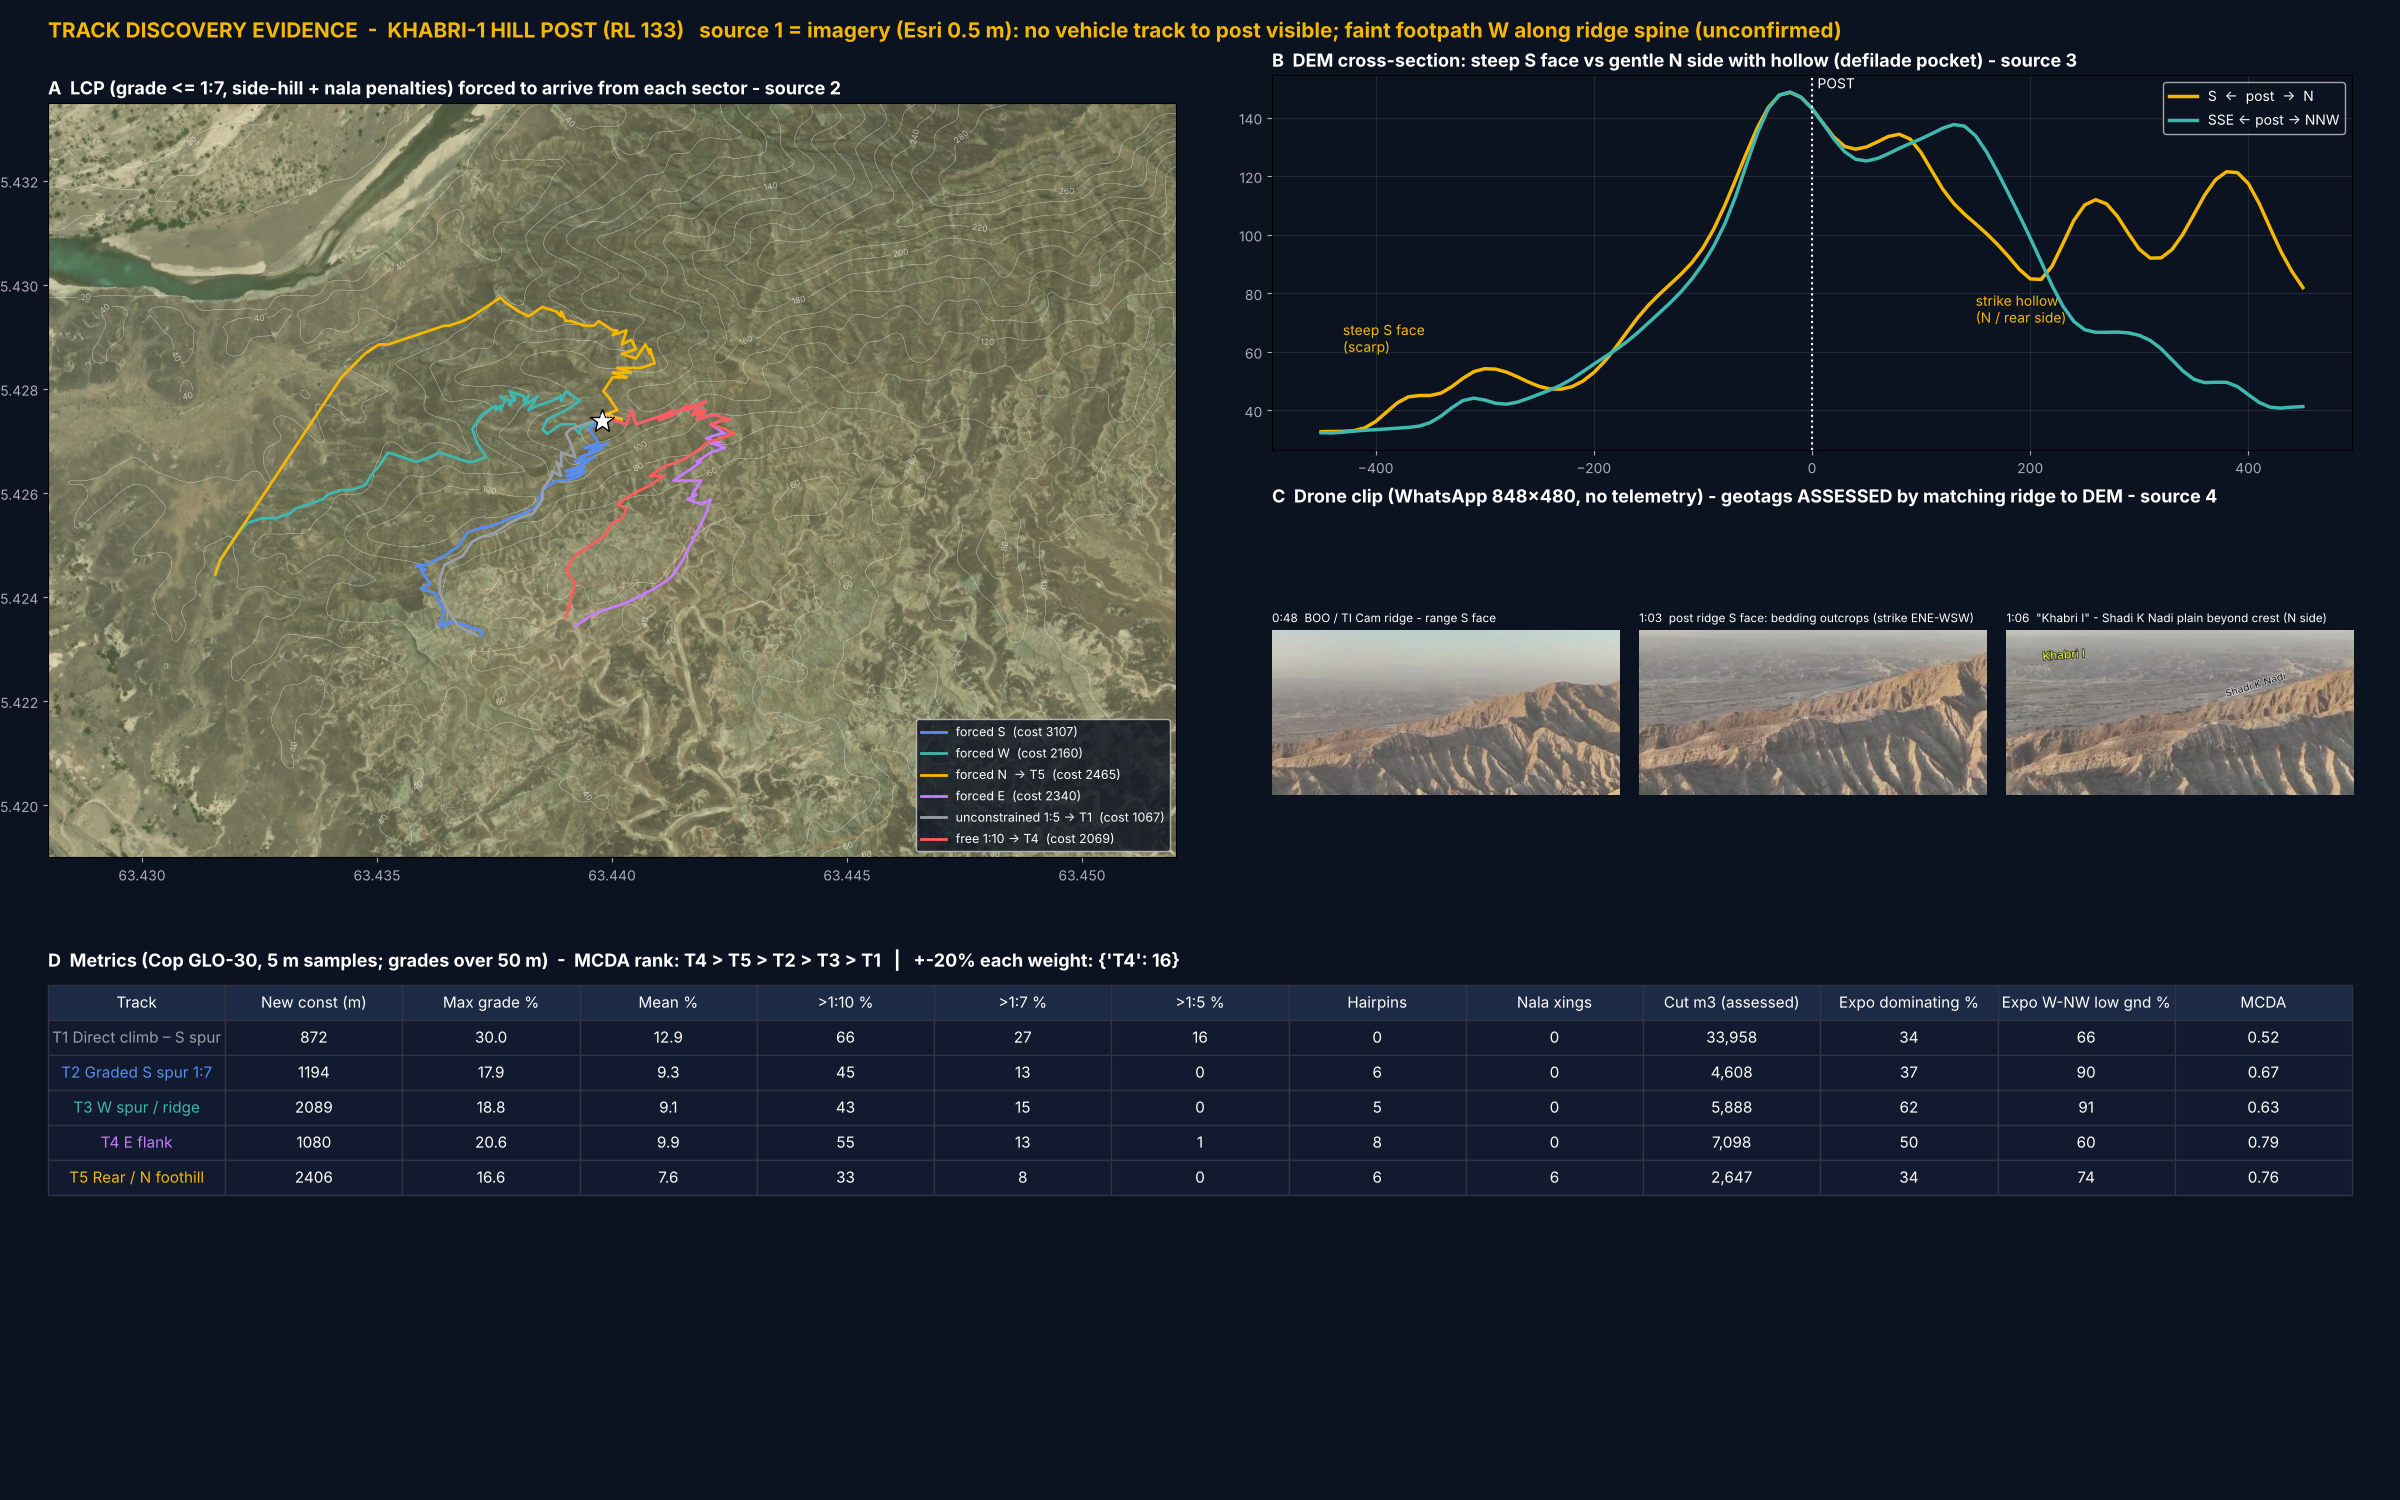 TRACK DISCOVERY EVIDENCE - KHABRI-1 HILL POST (RL 133) source 1 = imagery (Esri 0.5 m): no vehicle track to post visible; faint footpath W along ridge spine (unconfirmed)
A LCP (grade <= 1:7, side-hill + nala penalties) forced to arrive from each sector - source 2
5.432
5.430
5.428
5.426
5.424
5.422
5.420
63.430 63.435 63.440 63.445 63.450
forced S (cost 3107)
forced W (cost 2160)
forced N → T5 (cost 2465)
forced E (cost 2340)
unconstrained 1:5 → T1 (cost 1067)
free 1:10 → T4 (cost 2069)
B DEM cross-section: steep S face vs gentle N side with hollow (defilade pocket) - source 3
POST
S ← post → N
SSE ← post → NNW
140
120
100
80
60
40
steep S face
(scarp)
strike hollow
(N / rear side)
−400 −200 0 200 400
C Drone clip (WhatsApp 848×480, no telemetry) - geotags ASSESSED by matching ridge to DEM - source 4
0:48 BOO / TI Cam ridge - range S face
1:03 post ridge S face: bedding outcrops (strike ENE-WSW)
1:06 "Khabri I" - Shadi K Nadi plain beyond crest (N side)
Khabri I
Shadi K Nadi
D Metrics (Cop GLO-30, 5 m samples; grades over 50 m) - MCDA rank: T4 > T5 > T2 > T3 > T1 | +-20% each weight: {'T4': 16}
Track New const (m) Max grade % Mean % >1:10 % >1:7 % >1:5 % Hairpins Nala xings Cut m3 (assessed) Expo dominating % Expo W-NW low gnd % MCDA
T1 Direct climb – S spur 872 30.0 12.9 66 27 16 0 0 33,958 34 66 0.52
T2 Graded S spur 1:7 1194 17.9 9.3 45 13 0 6 0 4,608 37 90 0.67
T3 W spur / ridge 2089 18.8 9.1 43 15 0 5 0 5,888 62 91 0.63
T4 E flank 1080 20.6 9.9 55 13 1 8 0 7,098 50 60 0.79
T5 Rear / N foothill 2406 16.6 7.6 33 8 0 6 6 2,647 34 74 0.76